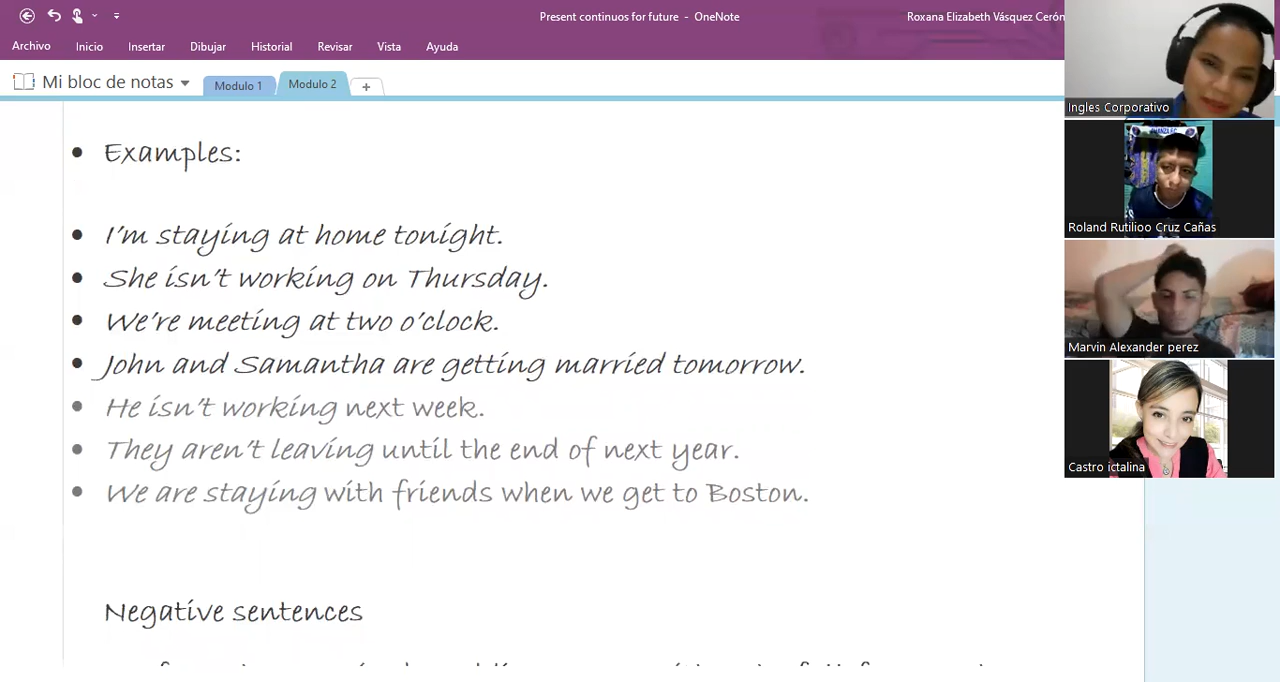 Present continuos for future - OneNote
Roxana Elizabeth Vásquez Cerón
Archivo
Inicio
Insertar
Dibujar
Historial
Revisar
Vista
Ayuda
Mi bloc de notas
Modulo 1
Modulo 2
+
• Examples:
• I'm staying at home tonight.
• She isn't working on Thursday.
• We're meeting at two o'clock.
• John and Samantha are getting married tomorrow.
• He isn't working next week.
• They aren't leaving until the end of next year.
• We are staying with friends when we get to Boston.
Negative sentences
Ingles Corporativo
Roland Rutilioo Cruz Cañas
Marvin Alexander perez
Castro ictalina